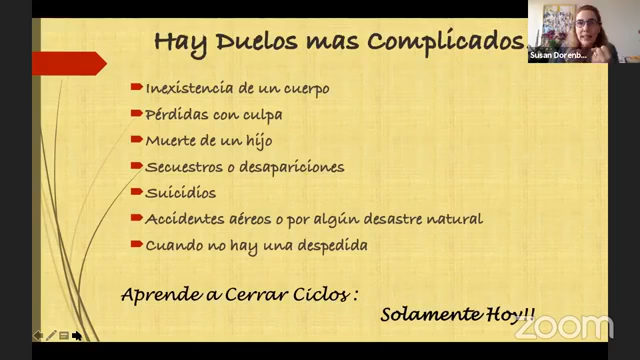 Hay Duelos mas Complicados.
Susan Dorenb...
Inexistencia de un cuerpo
Pérdidas con culpa
Muerte de un hijo
Secuestros o desapariciones
Suicidios
Accidentes aéreos o por algún desastre natural
Cuando no hay una despedida
Aprende a Cerrar Ciclos :
Solamente Hoy!!
zoom